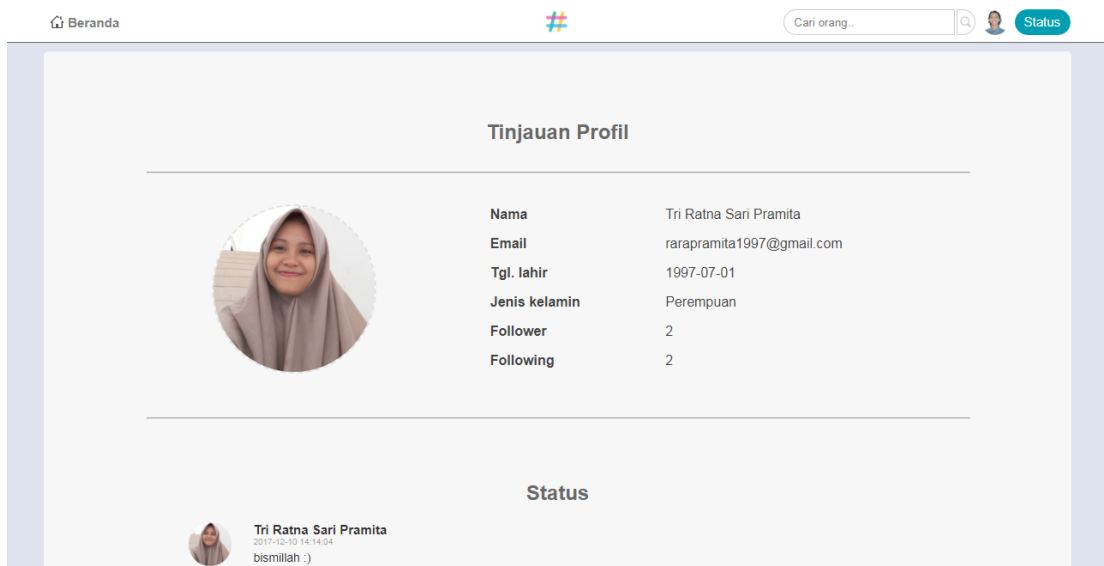 Beranda
Cari orang..
Status
Tinjauan Profil
Nama Tri Ratna Sari Pramita
Email rarapramita1997@gmail.com
Tgl. lahir 1997-07-01
Jenis kelamin Perempuan
Follower 2
Following 2
Status
Tri Ratna Sari Pramita
2017-12-10 14:14:04
bismillah :)